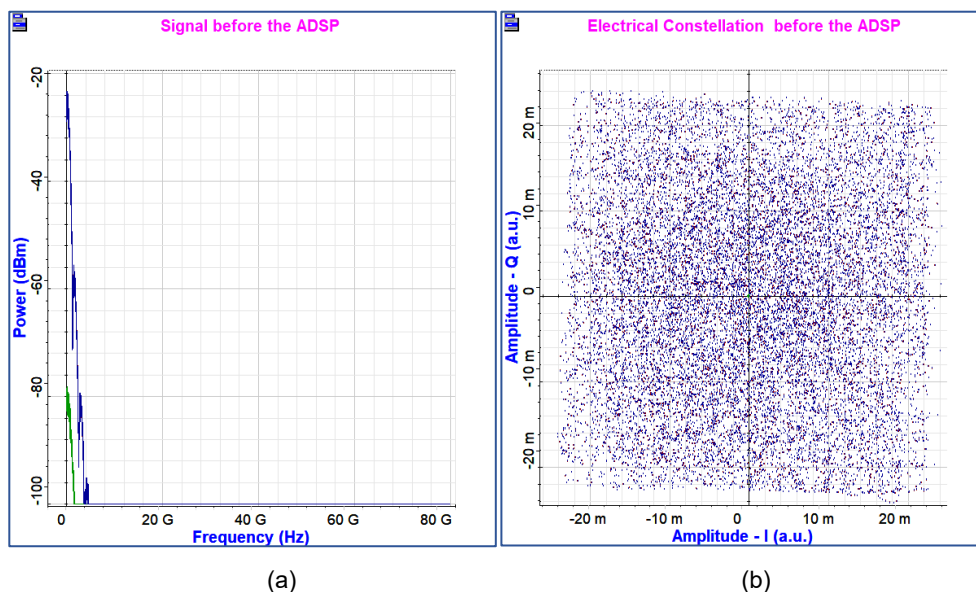 Signal before the ADSP
Power (dBm)
-20
-40
-60
-80
-100
0 20 G 40 G 60 G 80 G
Frequency (Hz)
(a)
Electrical Constellation before the ADSP
Amplitude - Q (a.u.)
20 m
10 m
0
-10 m
-20 m
-20 m -10 m 0 10 m 20 m
Amplitude - I (a.u.)
(b)